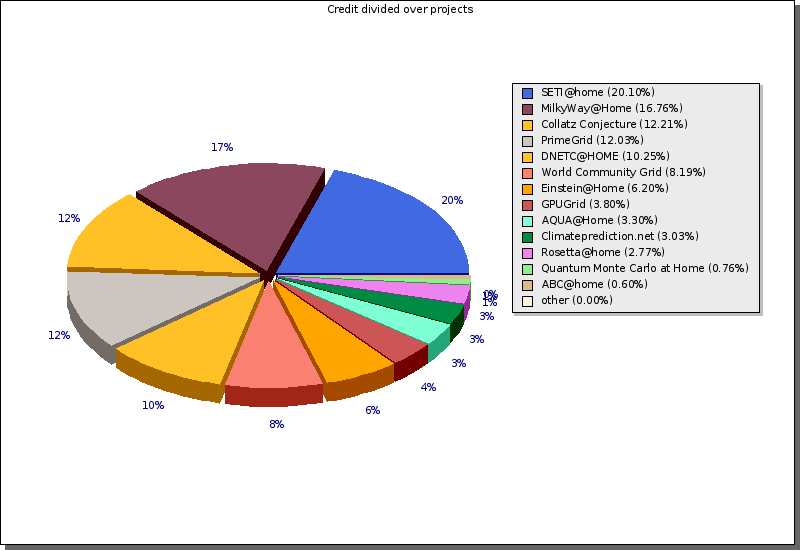 Credit divided over projects
SETI@home (20.10%)
MilkyWay@Home (16.76%)
Collatz Conjecture (12.21%)
PrimeGrid (12.03%)
DNETC@HOME (10.25%)
World Community Grid (8.19%)
Einstein@Home (6.20%)
GPUGrid (3.80%)
AQUA@Home (3.30%)
Climateprediction.net (3.03%)
Rosetta@home (2.77%)
Quantum Monte Carlo at Home (0.76%)
ABC@home (0.60%)
other (0.00%)
17%
20%
12%
12%
10%
8%
6%
4%
3%
3%
3%